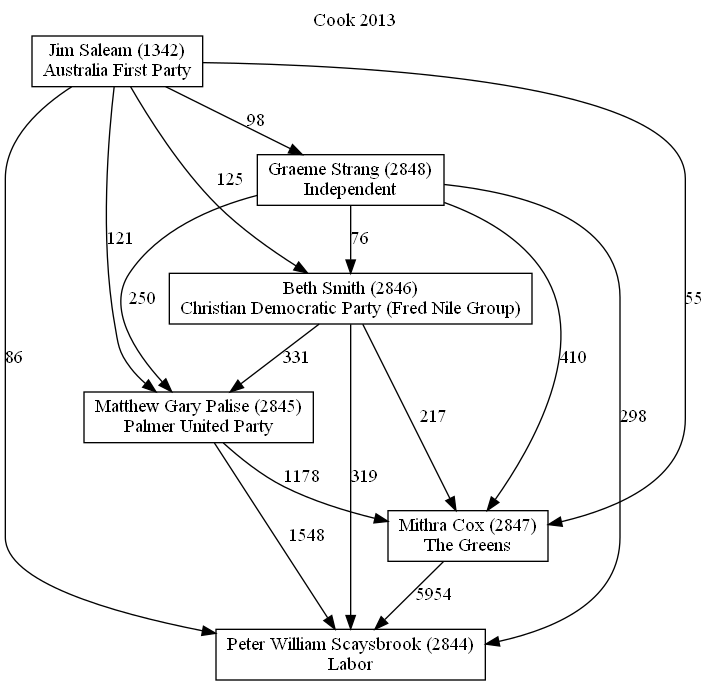 Cook 2013
Jim Saleam (1342)
Australia First Party
98
Graeme Strang (2848)
Independent
125
121
76
250
Beth Smith (2846)
Christian Democratic Party (Fred Nile Group)
55
86
331
410
Matthew Gary Palise (2845)
Palmer United Party
217
298
1178
319
Mithra Cox (2847)
The Greens
1548
5954
Peter William Scaysbrook (2844)
Labor